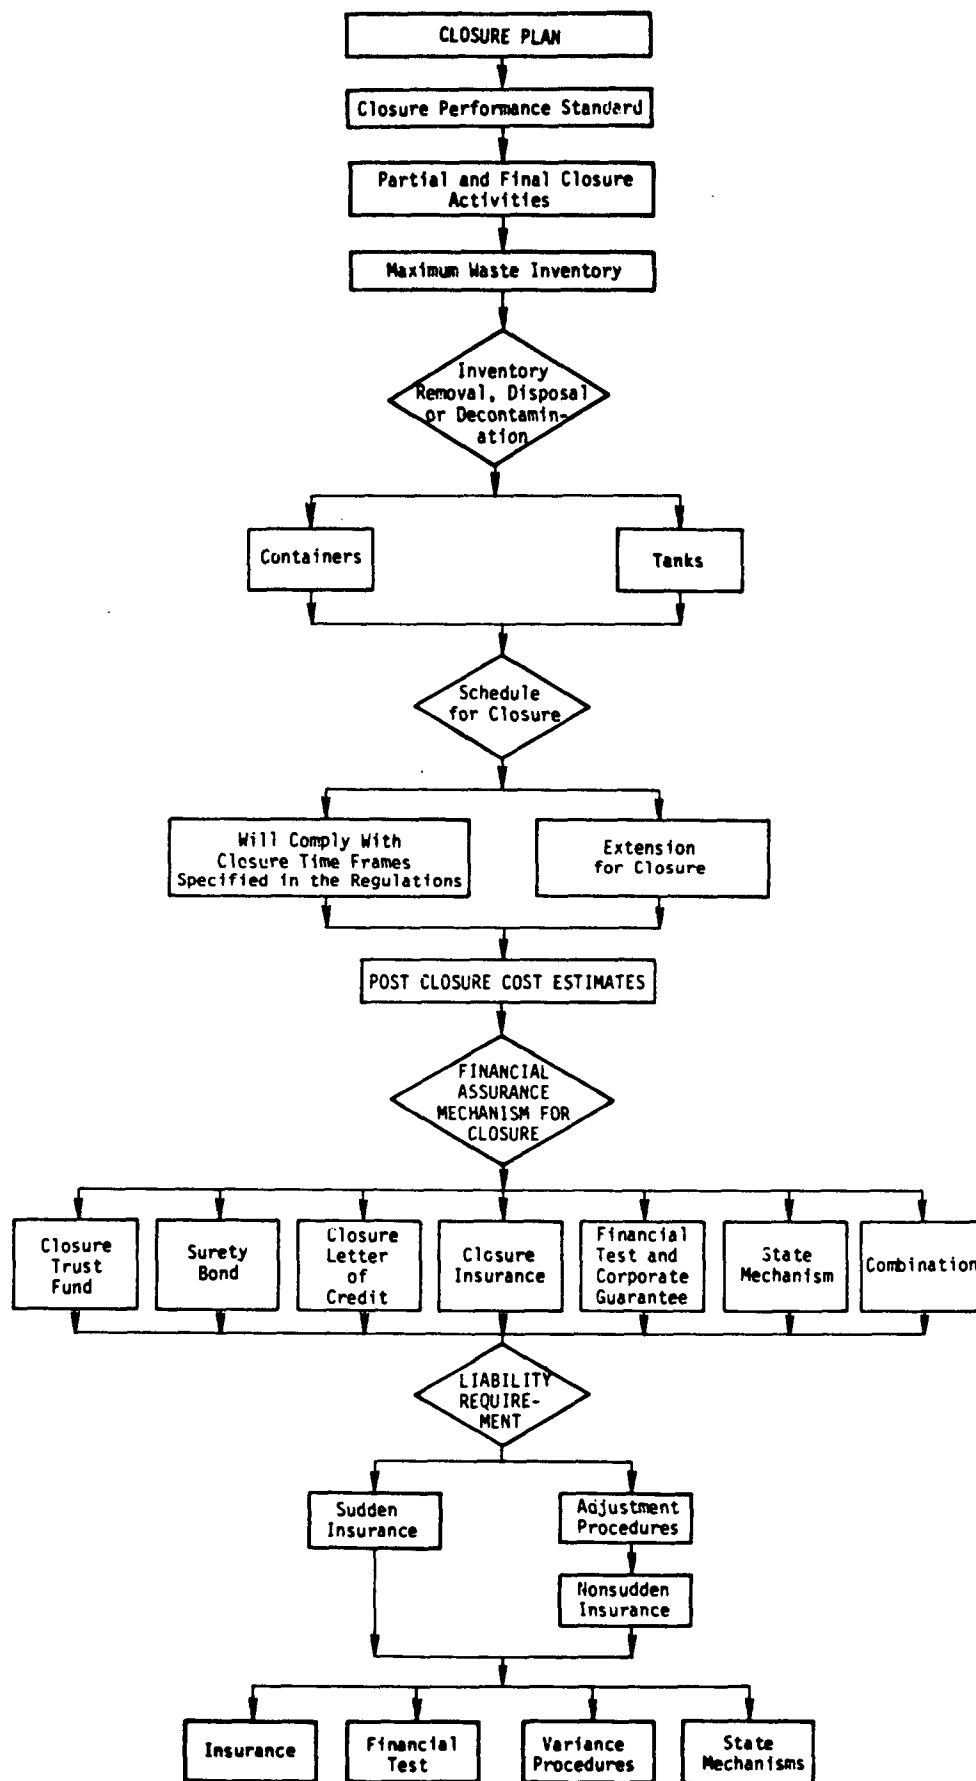 CLOSURE PLAN
Closure Performance Standard
Partial and Final Closure
Activities
Maximum Waste Inventory
Inventory
Removal, Disposal
or Decontamin-
ation
Containers
Tanks
Schedule
for Closure
Will Comply With
Closure Time Frames
Specified in the Regulations
Extension
for Closure
POST CLOSURE COST ESTIMATES
FINANCIAL
ASSURANCE
MECHANISM FOR
CLOSURE
Closure
Trust
Fund
Surety
Bond
Closure
Letter
of
Credit
Closure
Insurance
Financial
Test and
Corporate
Guarantee
State
Mechanism
Combination
LIABILITY
REQUIRE-
MENT
Sudden
Insurance
Adjustment
Procedures
Nonsudden
Insurance
Insurance
Financial
Test
Variance
Procedures
State
Mechanisms